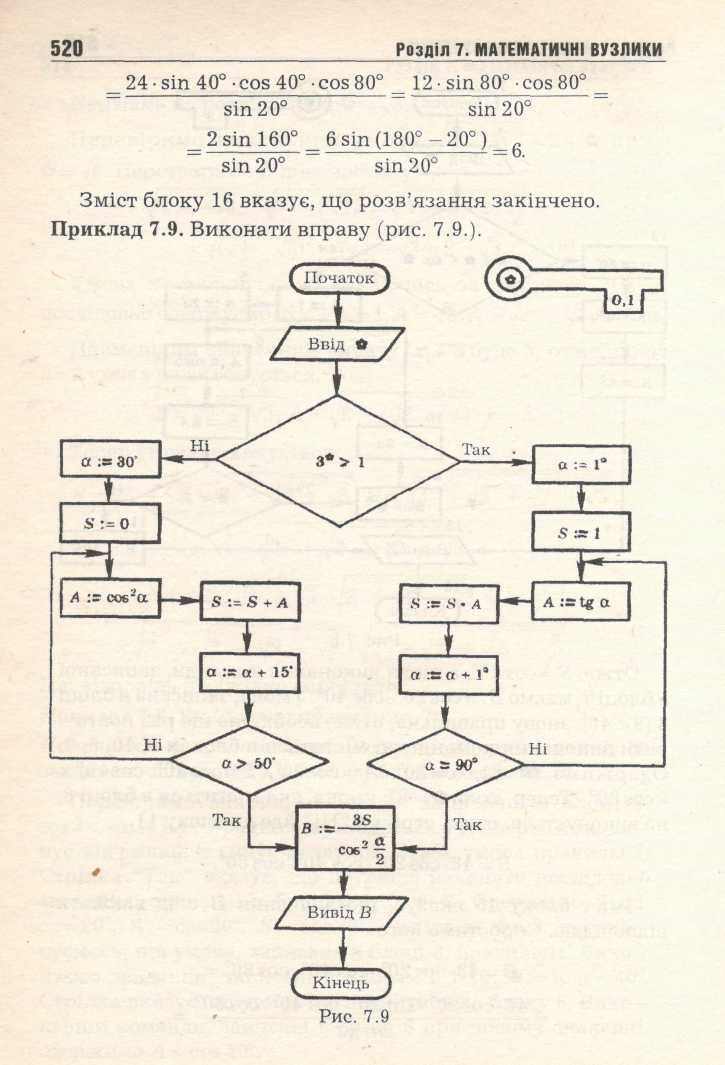 520
Розділ 7. МАТЕМАТИЧНІ ВУЗЛИКИ
= 24 · sin 40° · cos 40° · cos 80° / sin 20° = 12 · sin 80° · cos 80° / sin 20° =
= 2 sin 160° / sin 20° = 6 sin (180° – 20°) / sin 20° = 6.
Зміст блоку 16 вказує, що розв'язання закінчено.
Приклад 7.9. Виконати вправу (рис. 7.9.).
Початок
0,1
Ввід
Ні
3 > 1
Так
α := 30°
α := 1°
S := 0
S := 1
A := cos²α
S := S + A
S := S · A
A := tg α
α := α + 15°
α := α + 1°
Ні
α > 50°
α = 90°
Ні
Так
B := 3S / cos² α/2
Так
Вивід B
Кінець
Рис. 7.9